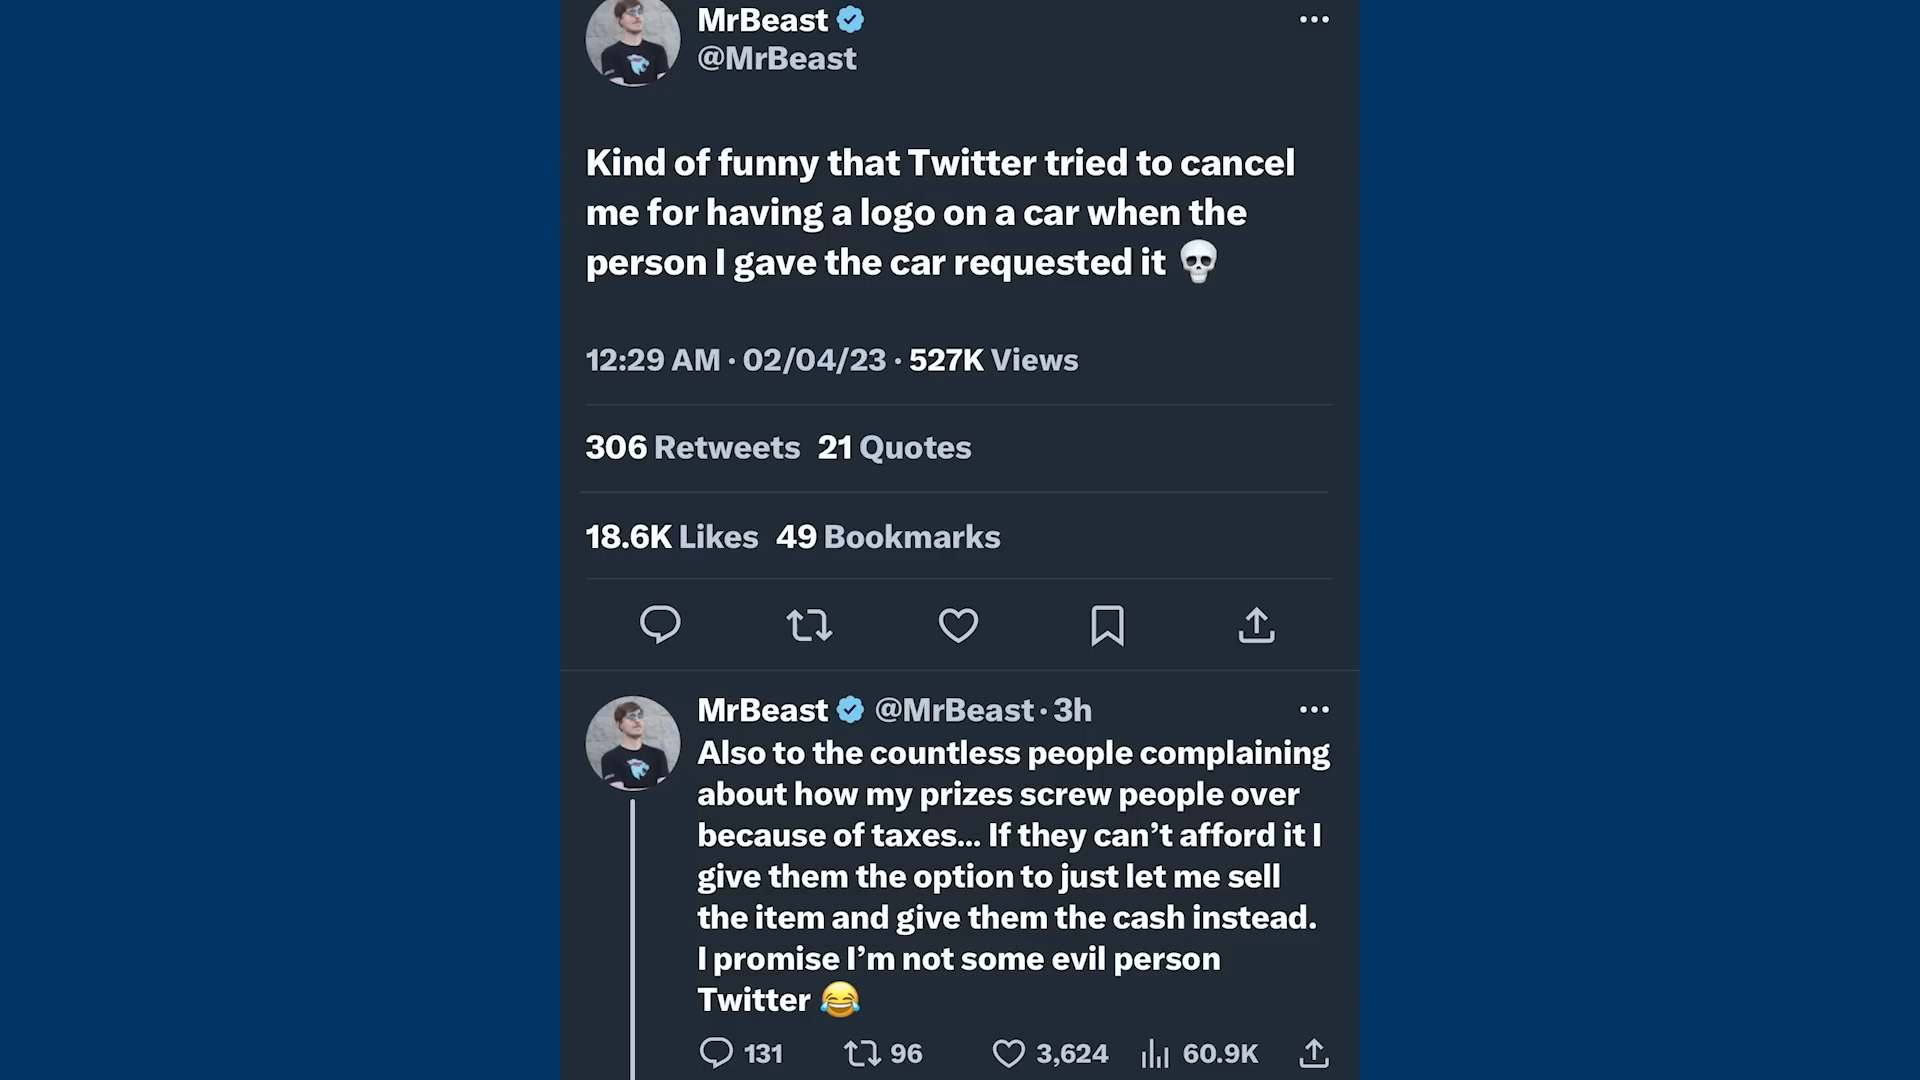 MrBeast
@MrBeast
Kind of funny that Twitter tried to cancel
me for having a logo on a car when the
person I gave the car requested it 💀
12:29 AM · 02/04/23 · 527K Views
306 Retweets 21 Quotes
18.6K Likes 49 Bookmarks
MrBeast @MrBeast · 3h
Also to the countless people complaining
about how my prizes screw people over
because of taxes... If they can’t afford it I
give them the option to just let me sell
the item and give them the cash instead.
I promise I’m not some evil person
Twitter 😂
131 96 3,624 60.9K